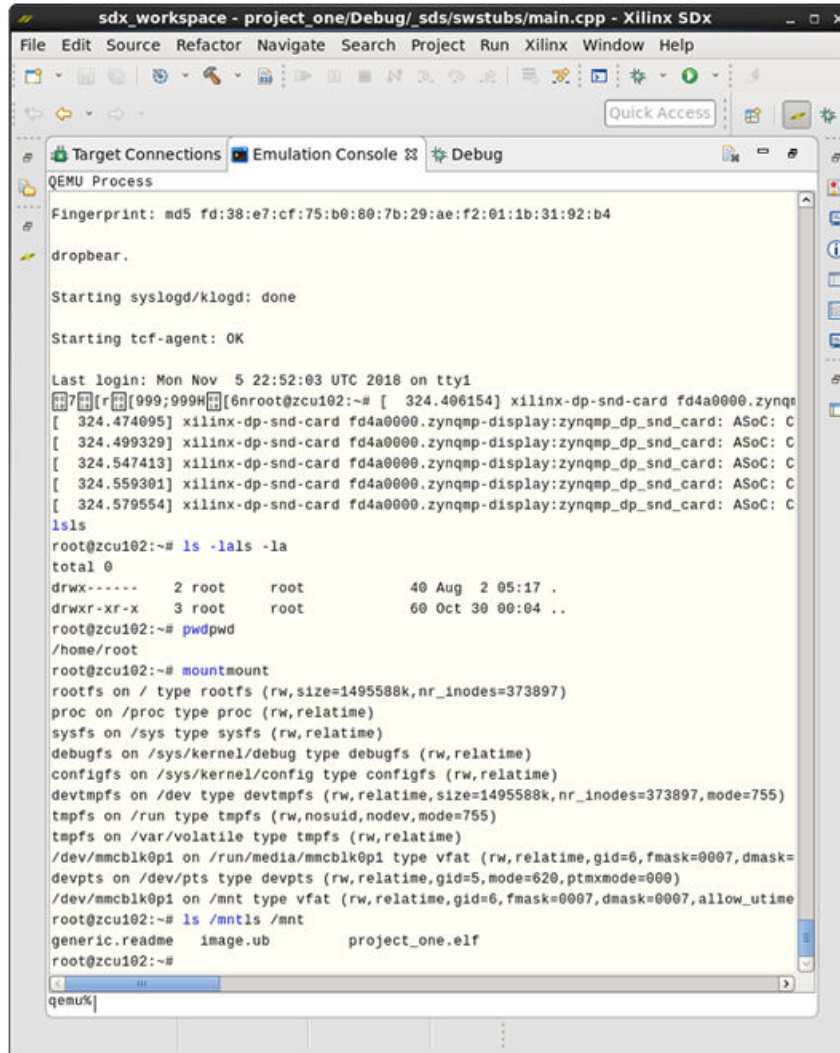 sdx_workspace - project_one/Debug/_sds/swstubs/main.cpp - Xilinx SDx
File Edit Source Refactor Navigate Search Project Run Xilinx Window Help
Quick Access
Target Connections Emulation Console Debug
QEMU Process
Fingerprint: md5 fd:38:e7:cf:75:b0:80:7b:29:ae:f2:01:1b:31:92:b4
dropbear.
Starting syslogd/klogd: done
Starting tcf-agent: OK
Last login: Mon Nov  5 22:52:03 UTC 2018 on tty1
7[r[999;999H[6nroot@zcu102:~# [  324.406154] xilinx-dp-snd-card fd4a0000.zynqm
[  324.474095] xilinx-dp-snd-card fd4a0000.zynqmp-display:zynqmp_dp_snd_card: ASoC: C
[  324.499329] xilinx-dp-snd-card fd4a0000.zynqmp-display:zynqmp_dp_snd_card: ASoC: C
[  324.547413] xilinx-dp-snd-card fd4a0000.zynqmp-display:zynqmp_dp_snd_card: ASoC: C
[  324.559301] xilinx-dp-snd-card fd4a0000.zynqmp-display:zynqmp_dp_snd_card: ASoC: C
[  324.579554] xilinx-dp-snd-card fd4a0000.zynqmp-display:zynqmp_dp_snd_card: ASoC: C
lsls
root@zcu102:~# ls -lals -la
total 0
drwx------    2 root     root            40 Aug  2 05:17 .
drwxr-xr-x    3 root     root            60 Oct 30 00:04 ..
root@zcu102:~# pwdpwd
/home/root
root@zcu102:~# mountmount
rootfs on / type rootfs (rw,size=1495588k,nr_inodes=373897)
proc on /proc type proc (rw,relatime)
sysfs on /sys type sysfs (rw,relatime)
debugfs on /sys/kernel/debug type debugfs (rw,relatime)
configfs on /sys/kernel/config type configfs (rw,relatime)
devtmpfs on /dev type devtmpfs (rw,relatime,size=1495588k,nr_inodes=373897,mode=755)
tmpfs on /run type tmpfs (rw,nosuid,nodev,mode=755)
tmpfs on /var/volatile type tmpfs (rw,relatime)
/dev/mmcblk0p1 on /run/media/mmcblk0p1 type vfat (rw,relatime,gid=6,fmask=0007,dmask=
devpts on /dev/pts type devpts (rw,relatime,gid=5,mode=620,ptmxmode=000)
/dev/mmcblk0p1 on /mnt type vfat (rw,relatime,gid=6,fmask=0007,dmask=0007,allow_utime
root@zcu102:~# ls /mntls /mnt
generic.readme   image.ub         project_one.elf
root@zcu102:~#
qemu%